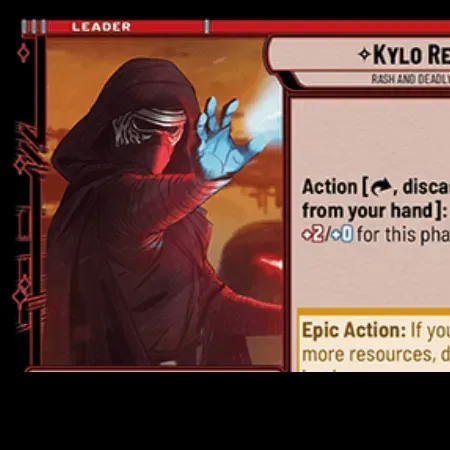 LEADER
KYLO RE
RASH AND DEADLY
Action [ , disca
from your hand]:
+2/+0 for this pha
Epic Action: If you
more resources, d